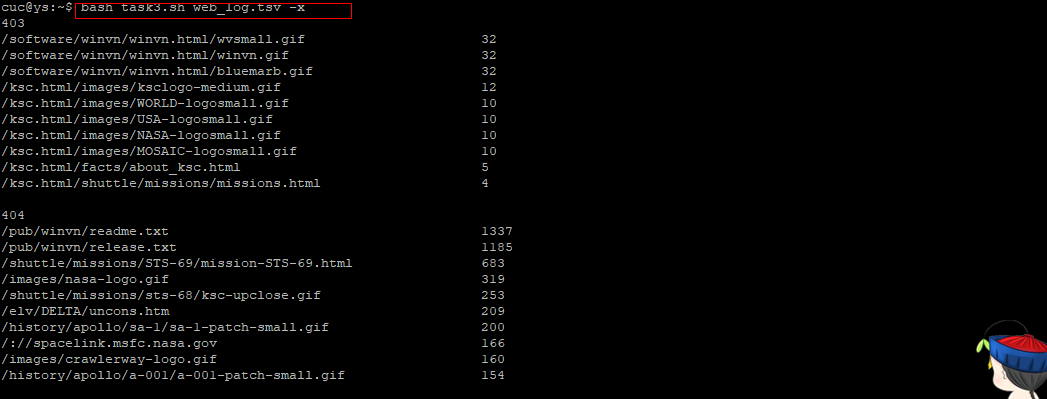 cuc@ys:~$ bash task3.sh web_log.tsv -x
403
/software/winvn/winvn.html/wvsmall.gif 32
/software/winvn/winvn.html/winvn.gif 32
/software/winvn/winvn.html/bluemarb.gif 32
/ksc.html/images/ksclogo-medium.gif 12
/ksc.html/images/WORLD-logosmall.gif 10
/ksc.html/images/USA-logosmall.gif 10
/ksc.html/images/NASA-logosmall.gif 10
/ksc.html/images/MOSAIC-logosmall.gif 10
/ksc.html/facts/about_ksc.html 5
/ksc.html/shuttle/missions/missions.html 4
404
/pub/winvn/readme.txt 1337
/pub/winvn/release.txt 1185
/shuttle/missions/STS-69/mission-STS-69.html 683
/images/nasa-logo.gif 319
/shuttle/missions/sts-68/ksc-upclose.gif 253
/elv/DELTA/uncons.htm 209
/history/apollo/sa-1/sa-1-patch-small.gif 200
/://spacelink.msfc.nasa.gov 166
/images/crawlerway-logo.gif 160
/history/apollo/a-001/a-001-patch-small.gif 154